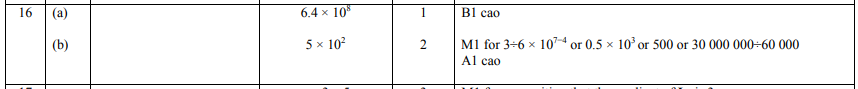 16 (a) 6.4 × 10⁸ 1 B1 cao
(b) 5 × 10² 2 M1 for 3÷6 × 10⁷⁻⁴ or 0.5 × 10³ or 500 or 30 000 000÷60 000
A1 cao